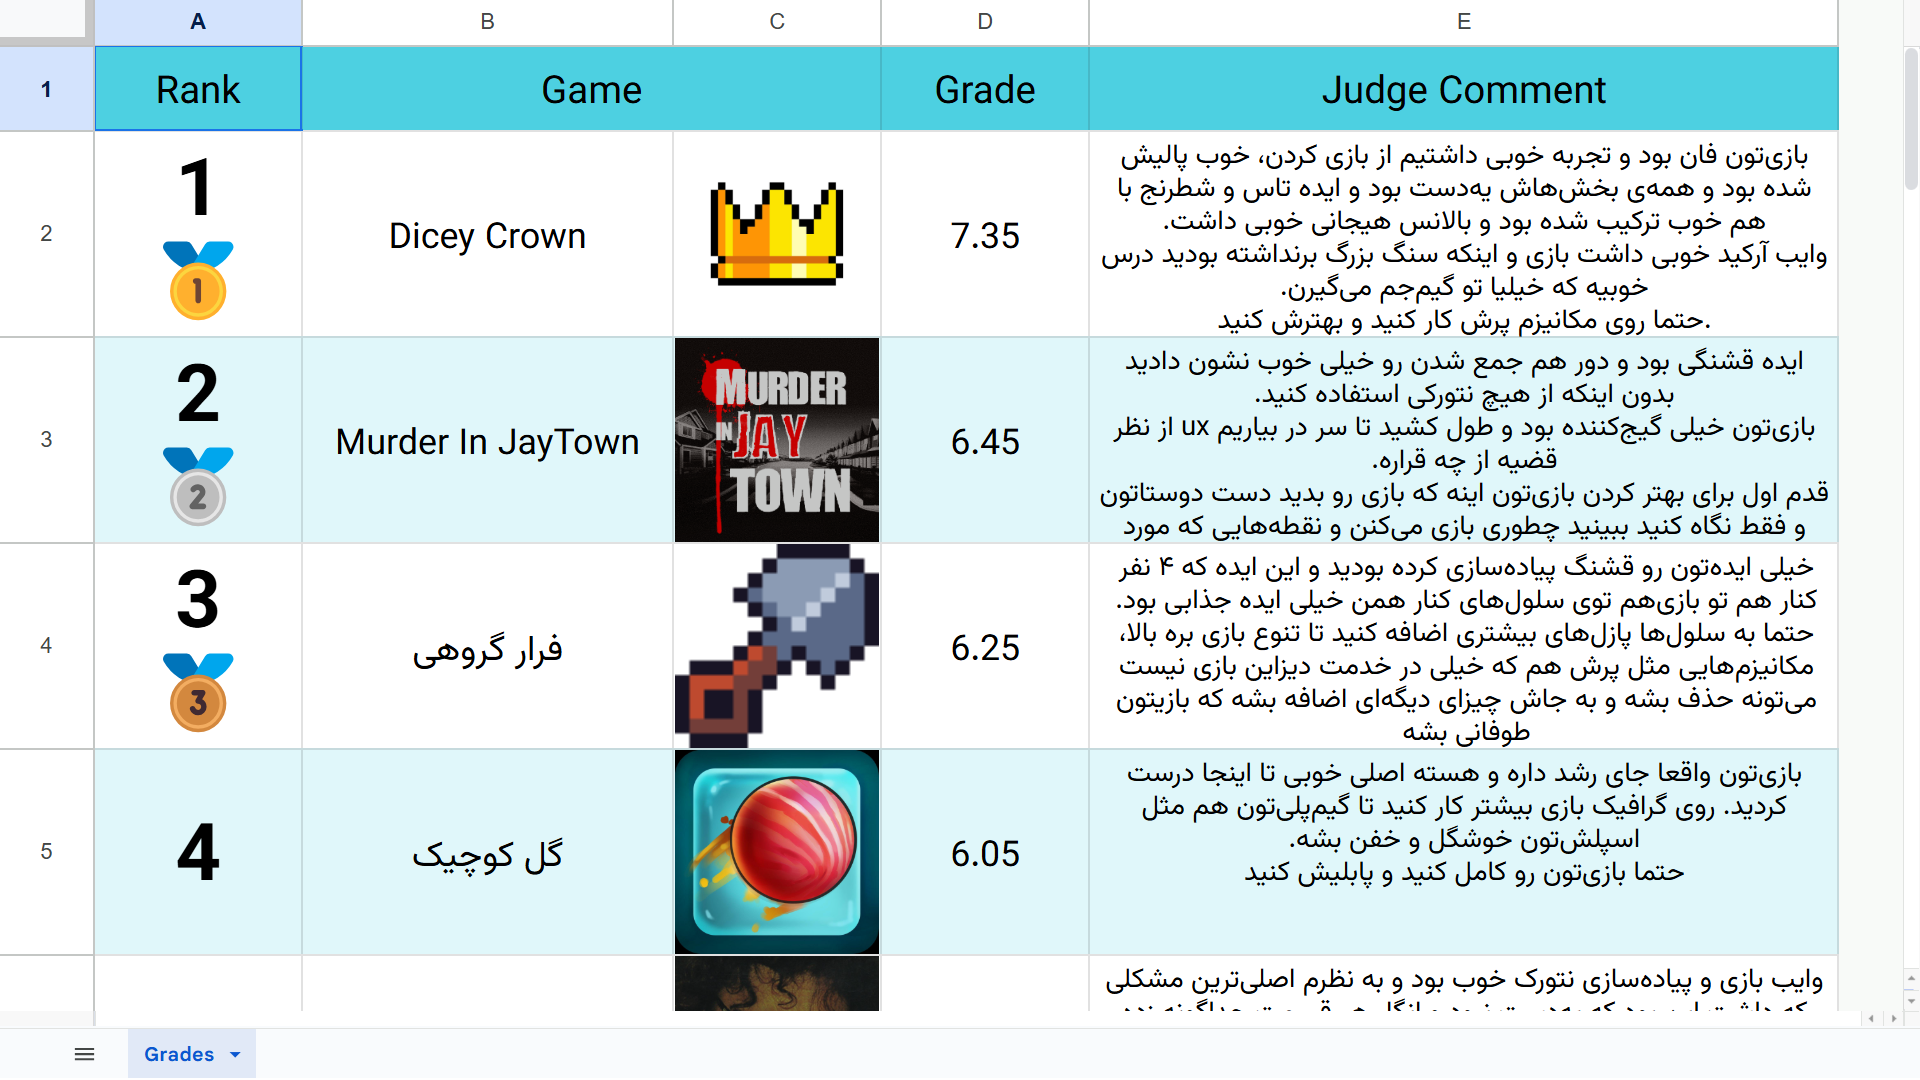 A B C D E
1 Rank Game Grade Judge Comment
2
1
1
Dicey Crown
7.35
بازی‌تون فان بود و تجربه خوبی داشتیم از بازی کردن، خوب پالیش
شده بود و همه‌ی بخش‌هاش یه‌دست بود و ایده تاس و شطرنج با
هم خوب ترکیب شده بود و بالانس هیجانی خوبی داشت.
وایب آرکید خوبی داشت بازی و اینکه سنگ بزرگ برنداشته بودید درس
خوبیه که خیلیا تو گیم‌جم می‌گیرن.
.حتما روی مکانیزم پرش کار کنید و بهترش کنید
3
2
2
Murder In JayTown
MURDER
IN JAY
TOWN
6.45
ایده قشنگی بود و دور هم جمع شدن رو خیلی خوب نشون دادید
بدون اینکه از هیچ نتورکی استفاده کنید.
بازی‌تون خیلی گیج‌کننده بود و طول کشید تا سر در بیاریم ux از نظر
قضیه از چه قراره.
قدم اول برای بهتر کردن بازی‌تون اینه که بازی رو بدید دست دوستاتون
و فقط نگاه کنید ببینید چطوری بازی می‌کنن و نقطه‌هایی که مورد
4
3
3
فرار گروهی
6.25
خیلی ایده‌تون رو قشنگ پیاده‌سازی کرده بودید و این ایده که ۴ نفر
کنار هم تو بازی‌هم توی سلول‌های کنار همن خیلی ایده جذابی بود.
حتما به سلول‌ها پازل‌های بیشتری اضافه کنید تا تنوع بازی بره بالا،
مکانیزم‌هایی مثل پرش هم که خیلی در خدمت دیزاین بازی نیست
می‌تونه حذف بشه و به جاش چیزای دیگه‌ای اضافه بشه که بازیتون
طوفانی بشه
5
4
گل کوچیک
6.05
بازی‌تون واقعا جای رشد داره و هسته اصلی خوبی تا اینجا درست
کردید. روی گرافیک بازی بیشتر کار کنید تا گیم‌پلی‌تون هم مثل
اسپلش‌تون خوشگل و خفن بشه.
حتما بازی‌تون رو کامل کنید و پابلیش کنید
وایب بازی و پیاده‌سازی نتورک خوب بود و به نظرم اصلی‌ترین مشکلی
Grades